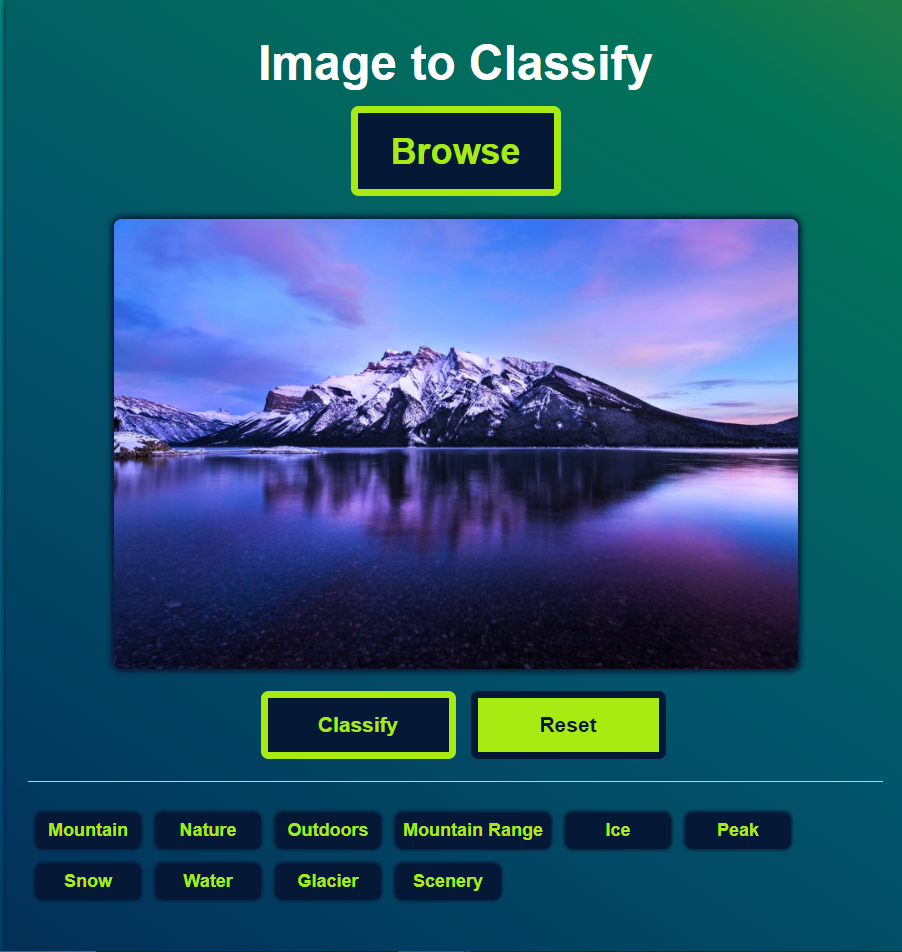 Image to Classify
Browse
Classify Reset
Mountain Nature Outdoors Mountain Range Ice Peak
Snow Water Glacier Scenery